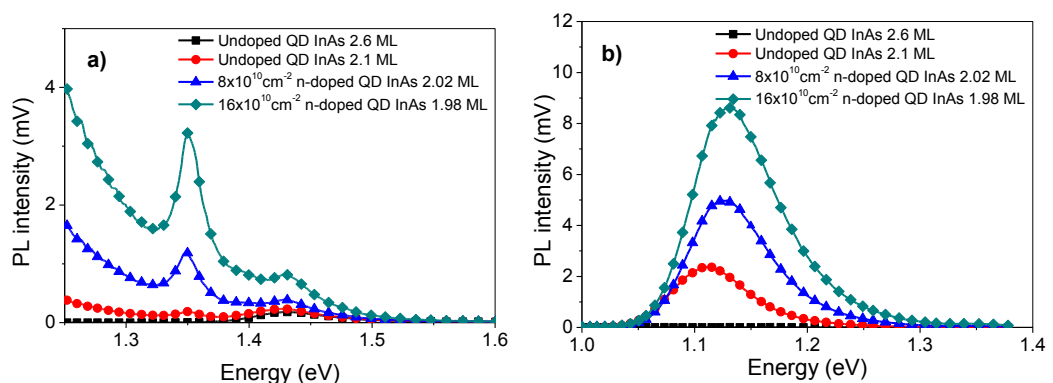 a)
Undoped QD InAs 2.6 ML
Undoped QD InAs 2.1 ML
8x10¹⁰cm⁻² n-doped QD InAs 2.02 ML
16x10¹⁰cm⁻² n-doped QD InAs 1.98 ML
PL intensity (mV)
4
2
0
1.3 1.4 1.5 1.6
Energy (eV)
b)
Undoped QD InAs 2.6 ML
Undoped QD InAs 2.1 ML
8x10¹⁰cm⁻² n-doped QD InAs 2.02 ML
16x10¹⁰cm⁻² n-doped QD InAs 1.98 ML
PL intensity (mV)
12
10
8
6
4
2
0
1.0 1.1 1.2 1.3 1.4
Energy (eV)